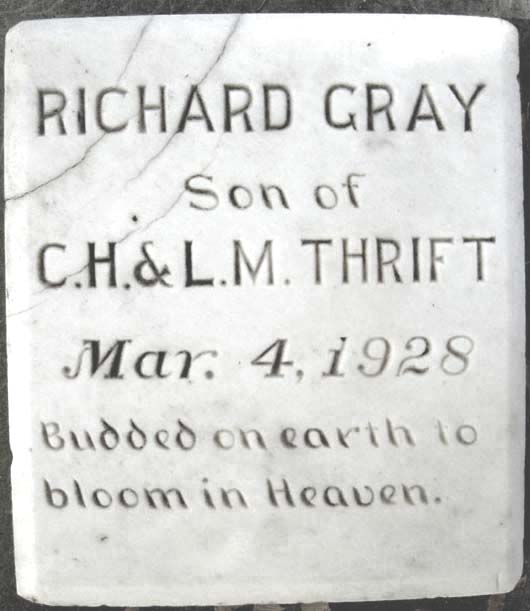 RICHARD GRAY
Son of
C.H. & L.M. THRIFT
Mar. 4, 1928
Budded on earth to
bloom in Heaven.